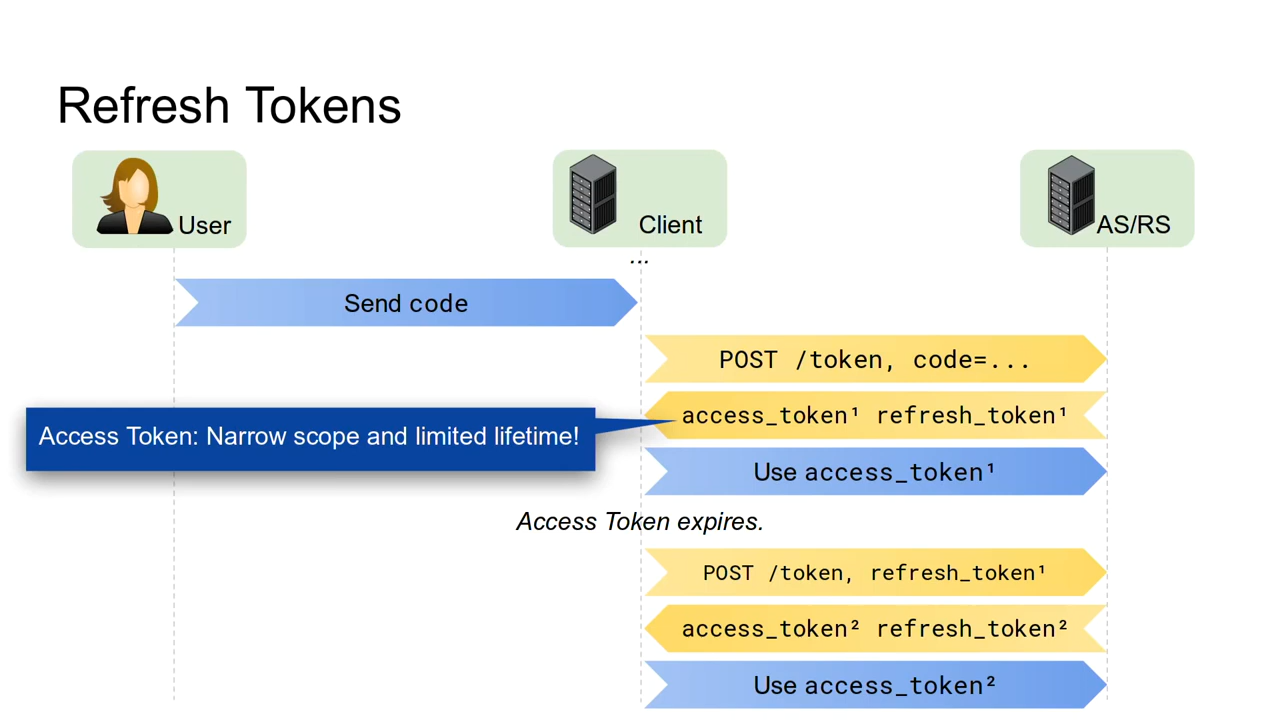 Refresh Tokens
User
Client
AS/RS
...
Send code
POST /token, code=...
access_token¹ refresh_token¹
Access Token: Narrow scope and limited lifetime!
Use access_token¹
Access Token expires.
POST /token, refresh_token¹
access_token² refresh_token²
Use access_token²